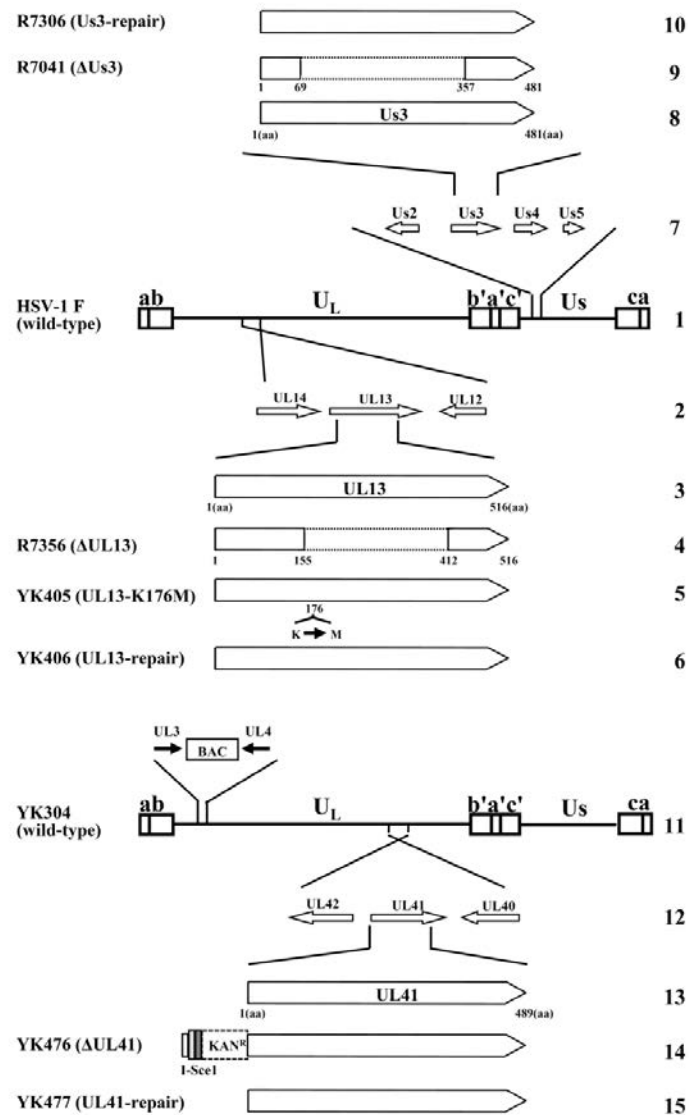 R7306 (Us3-repair) 10
R7041 (ΔUs3) 9
1 69 357 481
Us3 8
1(aa) 481(aa)
Us2 Us3 Us4 Us5 7
ab UL b'a'c' Us ca
HSV-1 F
(wild-type) 1
UL14 UL13 UL12 2
UL13 3
1(aa) 516(aa)
R7356 (ΔUL13) 4
1 155 412 516
YK405 (UL13-K176M) 5
176
K M
YK406 (UL13-repair) 6
UL3 BAC UL4
ab UL b'a'c' Us ca
YK304
(wild-type) 11
UL42 UL41 UL40 12
UL41 13
1(aa) 489(aa)
YK476 (ΔUL41) KANR 14
I-SceI
YK477 (UL41-repair) 15